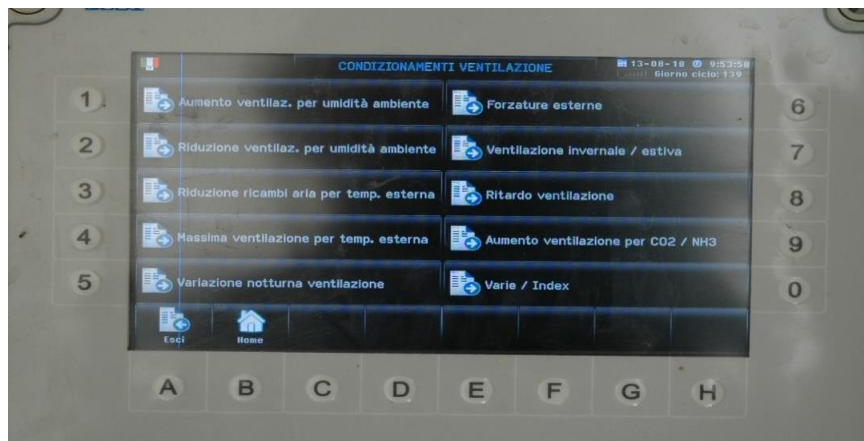 CONDIZIONAMENTI VENTILAZIONE
13-08-18 9:53:58
Giorno ciclo: 139
1
Aumento ventilaz. per umidità ambiente
Forzature esterne
6
2
Riduzione ventilaz. per umidità ambiente
Ventilazione invernale / estiva
7
3
Riduzione ricambi aria per temp. esterna
Ritardo ventilazione
8
4
Massima ventilazione per temp. esterna
Aumento ventilazione per CO2 / NH3
9
5
Variazione notturna ventilazione
Varie / Index
0
Esci
Home
A B C D E F G H